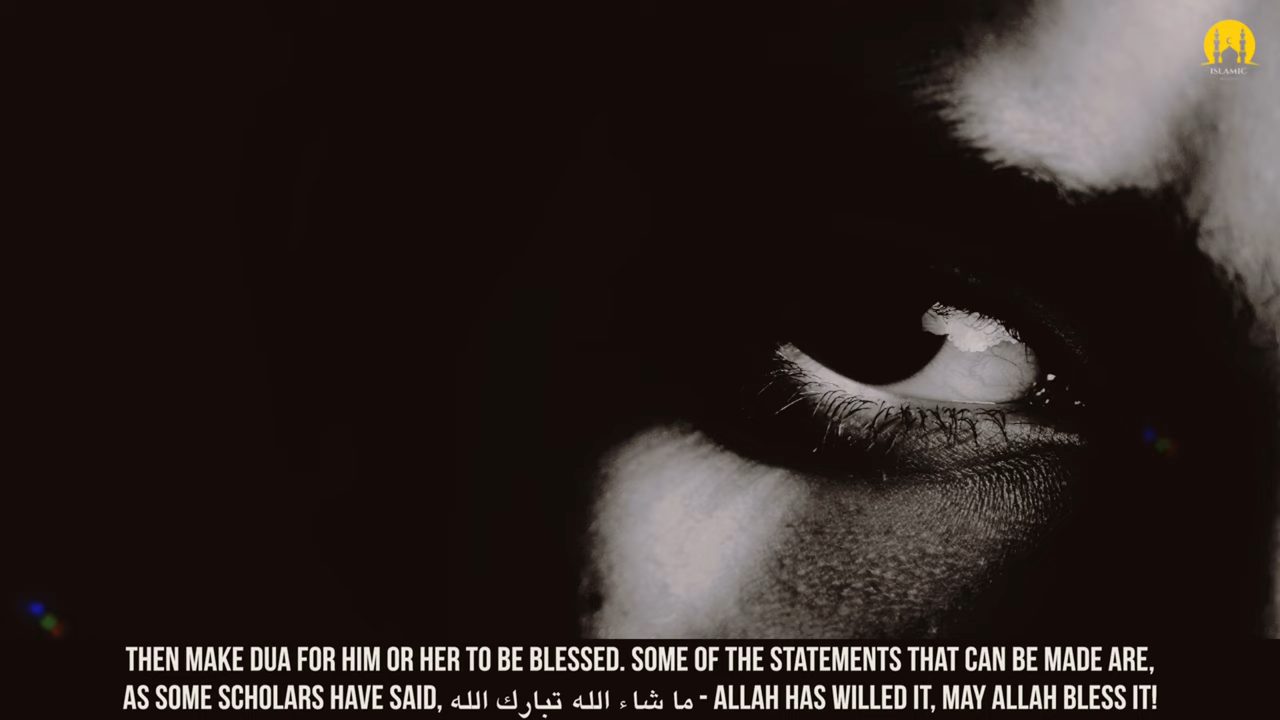 ISLAMIC
THEN MAKE DUA FOR HIM OR HER TO BE BLESSED. SOME OF THE STATEMENTS THAT CAN BE MADE ARE,
AS SOME SCHOLARS HAVE SAID, ما شاء الله تبارك الله - ALLAH HAS WILLED IT, MAY ALLAH BLESS IT!